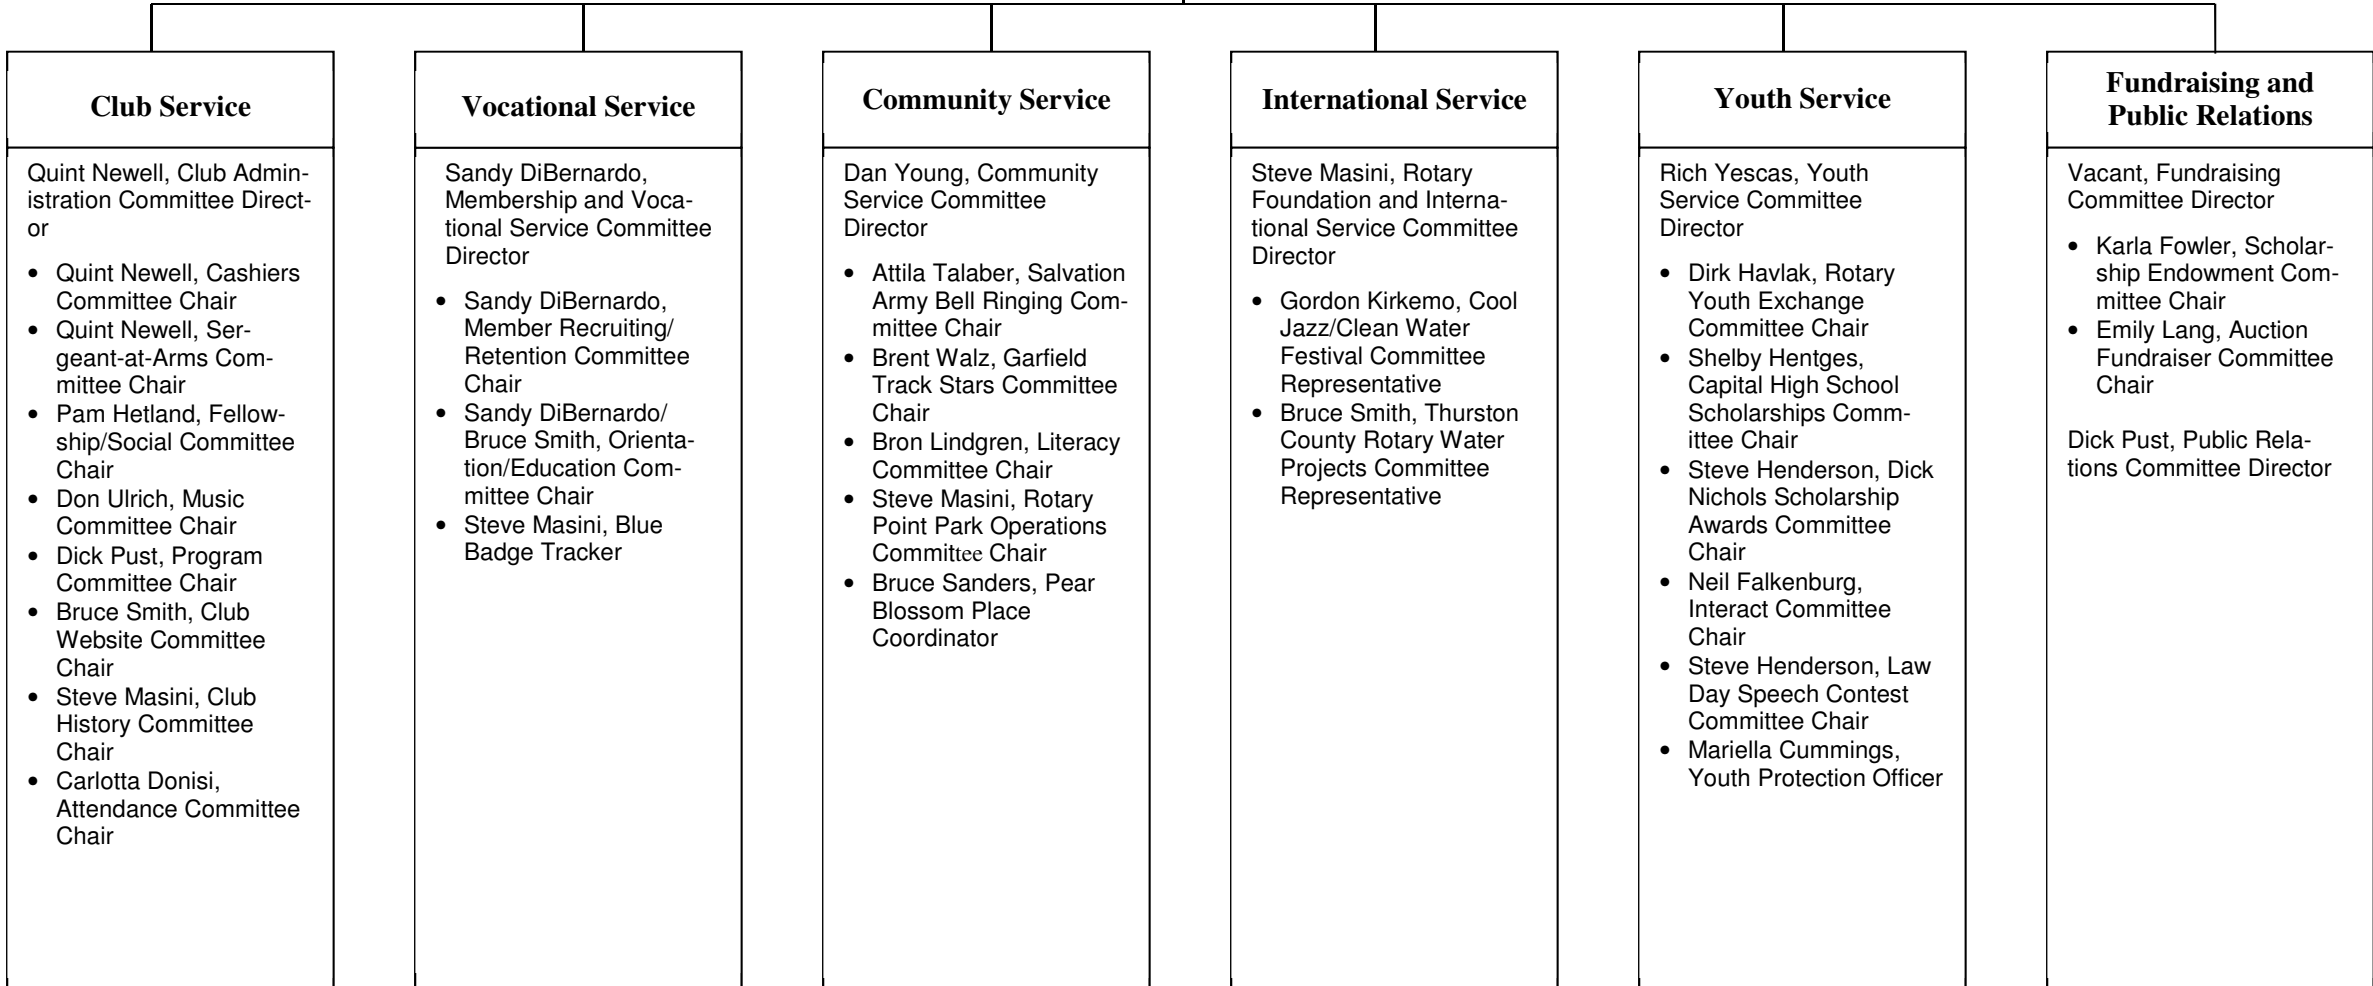 Club Service
Quint Newell, Club Admin-
istration Committee Direct-
or
• Quint Newell, Cashiers
Committee Chair
• Quint Newell, Ser-
geant-at-Arms Com-
mittee Chair
• Pam Hetland, Fellow-
ship/Social Committee
Chair
• Don Ulrich, Music
Committee Chair
• Dick Pust, Program
Committee Chair
• Bruce Smith, Club
Website Committee
Chair
• Steve Masini, Club
History Committee
Chair
• Carlotta Donisi,
Attendance Committee
Chair
Vocational Service
Sandy DiBernardo,
Membership and Voca-
tional Service Committee
Director
• Sandy DiBernardo,
Member Recruiting/
Retention Committee
Chair
• Sandy DiBernardo/
Bruce Smith, Orienta-
tion/Education Com-
mittee Chair
• Steve Masini, Blue
Badge Tracker
Community Service
Dan Young, Community
Service Committee
Director
• Attila Talaber, Salvation
Army Bell Ringing Com-
mittee Chair
• Brent Walz, Garfield
Track Stars Committee
Chair
• Bron Lindgren, Literacy
Committee Chair
• Steve Masini, Rotary
Point Park Operations
Committee Chair
• Bruce Sanders, Pear
Blossom Place
Coordinator
International Service
Steve Masini, Rotary
Foundation and Interna-
tional Service Committee
Director
• Gordon Kirkemo, Cool
Jazz/Clean Water
Festival Committee
Representative
• Bruce Smith, Thurston
County Rotary Water
Projects Committee
Representative
Youth Service
Rich Yescas, Youth
Service Committee
Director
• Dirk Havlak, Rotary
Youth Exchange
Committee Chair
• Shelby Hentges,
Capital High School
Scholarships Comm-
ittee Chair
• Steve Henderson, Dick
Nichols Scholarship
Awards Committee
Chair
• Neil Falkenburg,
Interact Committee
Chair
• Steve Henderson, Law
Day Speech Contest
Committee Chair
• Mariella Cummings,
Youth Protection Officer
Fundraising and
Public Relations
Vacant, Fundraising
Committee Director
• Karla Fowler, Scholar-
ship Endowment Com-
mittee Chair
• Emily Lang, Auction
Fundraiser Committee
Chair
Dick Pust, Public Rela-
tions Committee Director